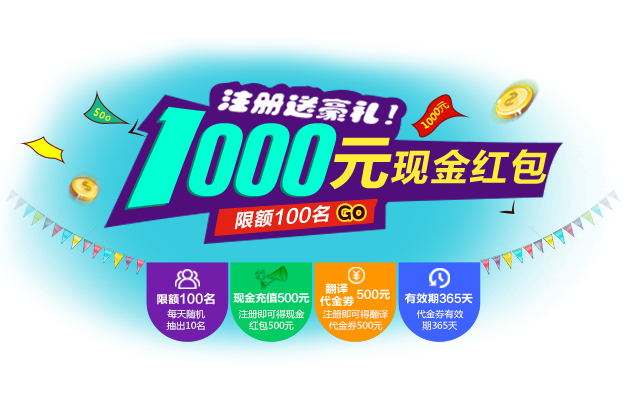 注册送豪礼！
500
1000元
1000元现金红包
限额100名 GO
限额100名
每天随机
抽出10名
现金充值500元
注册即可得现金
红包500元
翻译
代金券
500元
注册即可得翻译
代金券500元
有效期365天
代金券有效
期365天